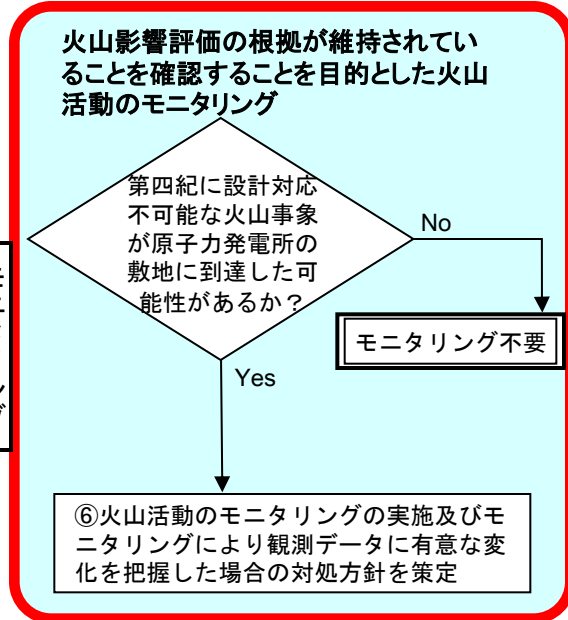 火山影響評価の根拠が維持されてい
ることを確認することを目的とした火山
活動のモニタリング
第四紀に設計対応
不可能な火山事象
が原子力発電所の
敷地に到達した可
能性があるか?
No
モニタリング不要
Yes
⑥火山活動のモニタリングの実施及びモ
ニタリングにより観測データに有意な変
化を把握した場合の対処方針を策定